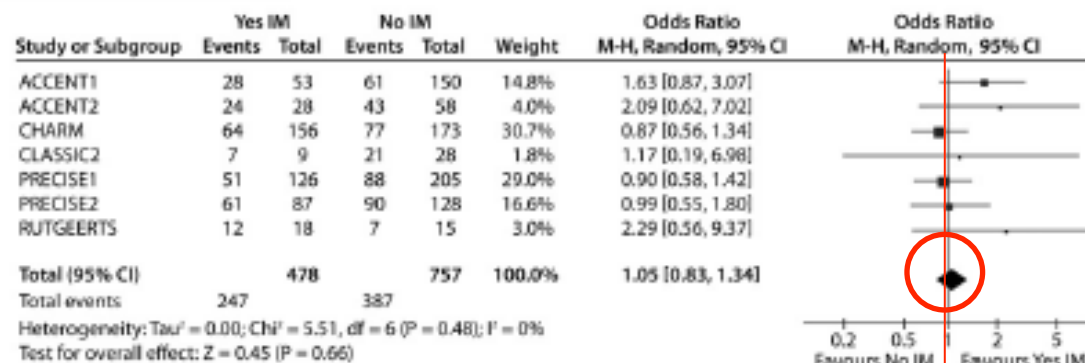 Yes IM No IM Odds Ratio Odds Ratiio
Study or Subgroup Events Total Events Total Weight M-H, Random, 95% CI M-H, Random, 95% CI
ACCENT1 28 53 61 150 14.8% 1.63 [0.87, 3.07]
ACCENT2 24 28 43 58 4.0% 2.09 [0.62, 7.02]
CHARM 64 156 77 173 30.7% 0.87 [0.56, 1.34]
CLASSIC2 7 9 21 28 1.8% 1.17 [0.19, 6.98]
PRECISE1 51 126 88 205 29.0% 0.90 [0.58, 1.42]
PRECISE2 61 87 90 128 16.6% 0.99 [0.55, 1.80]
RUTGEERTS 12 18 7 15 3.0% 2.29 [0.56, 9.37]
Total (95% CI) 478 757 100.0% 1.05 [0.83, 1.34]
Total events 247 387
Heterogeneity: Tau² = 0.00; Chi² = 5.51, df = 6 (P = 0.48); I² = 0%
0.2 0.5 1 2 5
Test for overall effect: Z = 0.45 (P = 0.66)
Favours No IM Favours Yes IM